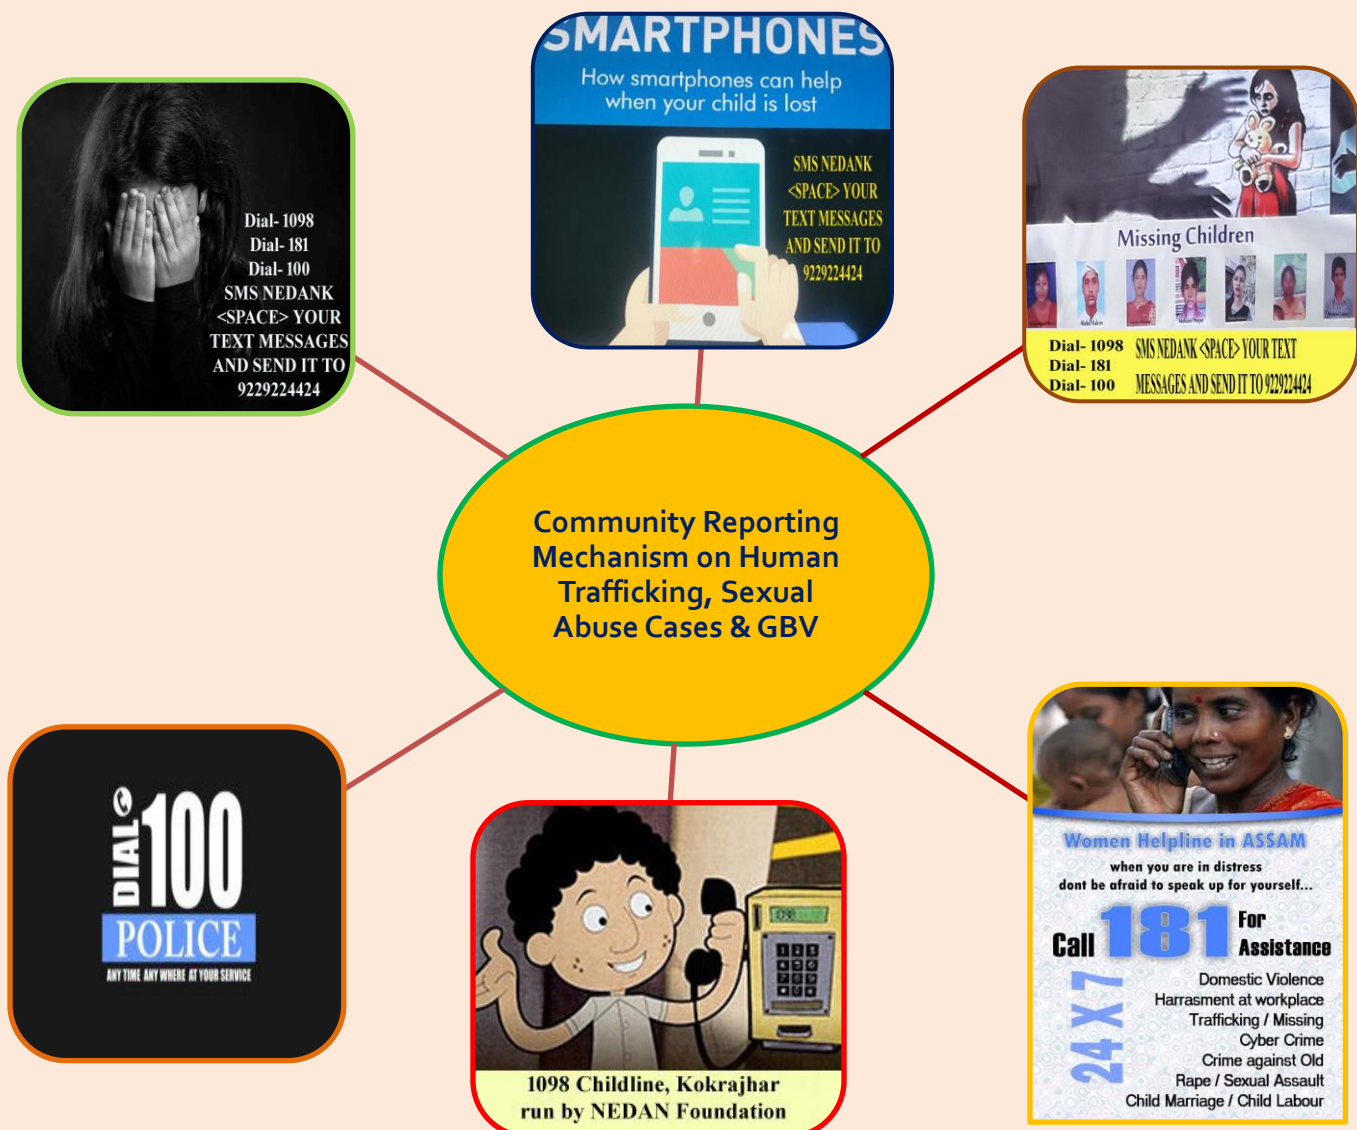 SMARTPHONES
How smartphones can help
when your child is lost
SMS NEDANK
<SPACE> YOUR
TEXT MESSAGES
AND SEND IT TO
9229224424
Dial- 1098
Dial- 181
Dial- 100
SMS NEDANK
<SPACE> YOUR
TEXT MESSAGES
AND SEND IT TO
9229224424
Missing Children
Dial- 1098
Dial- 181
Dial- 100
SMS NEDANK <SPACE> YOUR TEXT
MESSAGES AND SEND IT TO 9229224424
Community Reporting
Mechanism on Human
Trafficking, Sexual
Abuse Cases & GBV
DIAL 100
POLICE
ANY TIME ANY WHERE AT YOUR SERVICE
1098
1098 Childline, Kokrajhar
run by NEDAN Foundation
Women Helpline in ASSAM
when you are in distress
dont be afraid to speak up for yourself...
Call 181 For
Assistance
24 X 7
Domestic Violence
Harrasment at workplace
Trafficking / Missing
Cyber Crime
Crime against Old
Rape / Sexual Assault
Child Marriage / Child Labour